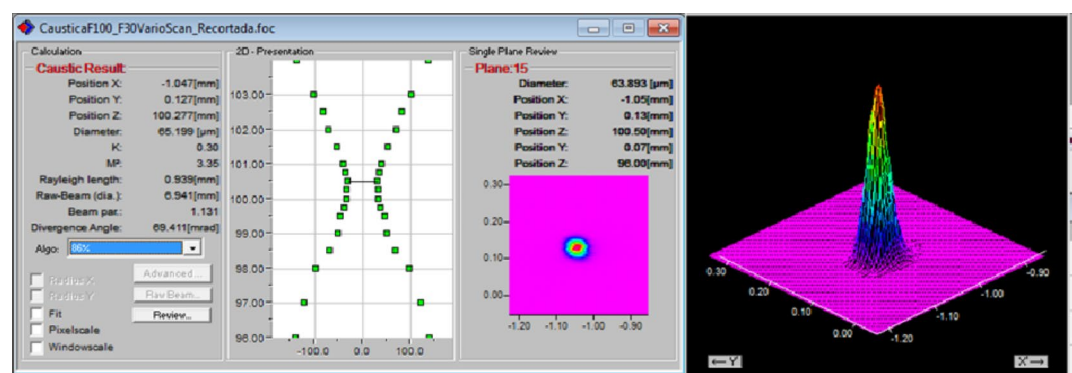 CausticaF100_F30VarioScan_Recortada.foc
Calculation
Caustic Result:
Position X: -1.047[mm]
Position Y: 0.127[mm]
Position Z: 100.277[mm]
Diameter: 65.199 [µm]
K: 0.30
M²: 3.35
Rayleigh length: 0.939[mm]
Raw-Beam (dia.): 6.941[mm]
Beam par.: 1.131
Divergence Angle: 69.411[mrad]
Algo: 86%
Radius X
Radius Y
Fit
Pixelscale
Windowscale
Advanced...
Raw Beam...
Review...
2D - Presentation
103.00
102.00
101.00
100.00
99.00
98.00
97.00
96.00
-100.0 0.0 100.0
Single Plane Review
Plane:15
Diameter: 63.893 [µm]
Position X: -1.05[mm]
Position Y: 0.13[mm]
Position Z: 100.50[mm]
Position Y: 0.07[mm]
Position Z: 96.00[mm]
0.30
0.20
0.10
0.00
-1.20 -1.10 -1.00 -0.90
0.30
0.20
0.10
0.00
-0.90
-1.00
-1.10
-1.20
Y
X